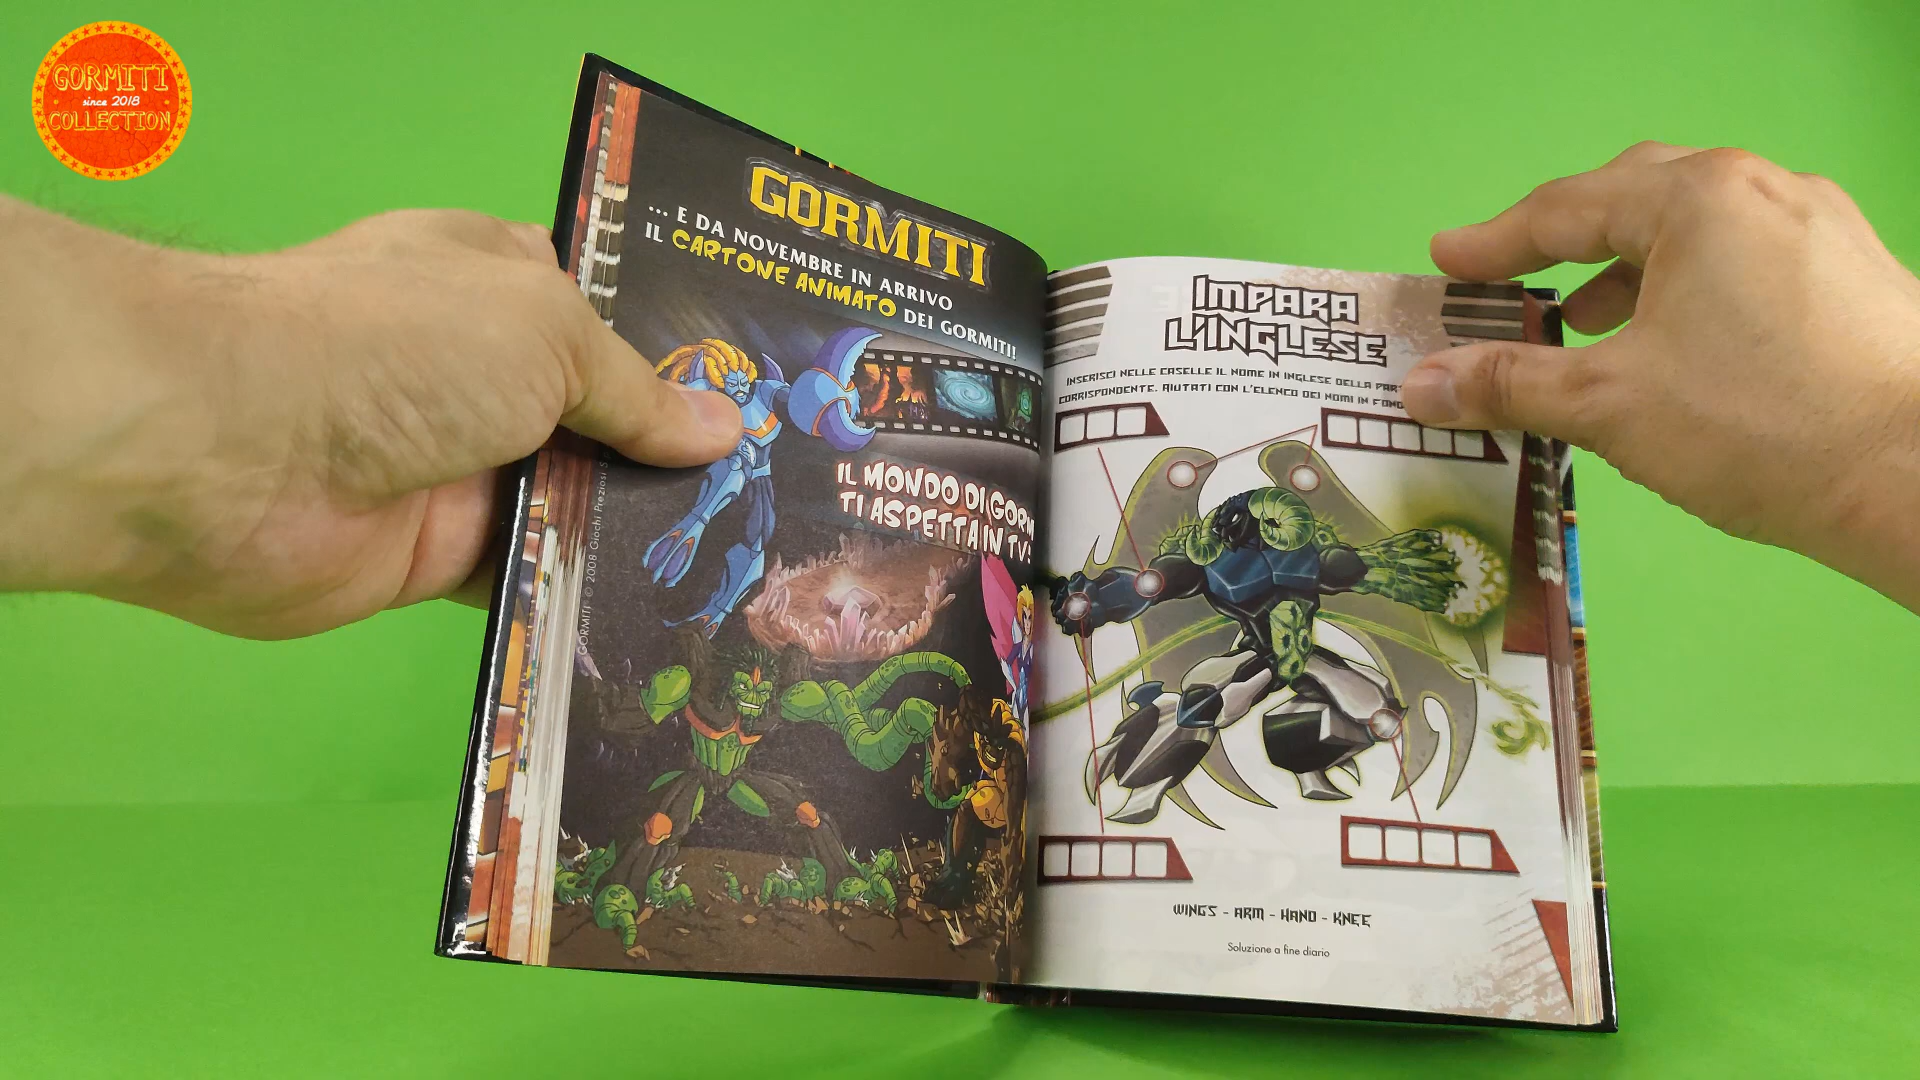 GORMITI
since 2018
COLLECTION
GORMITI
... E DA NOVEMBRE IN ARRIVO
IL CARTONE ANIMATO DEI GORMITI!
IL MONDO DI GORM
TI ASPETTA IN TV!
GORMITI © 2008 Giochi Preziosi S
IMPARA
L'INGLESE
INSERISCI NELLE CASELLE IL NOME IN INGLESE DELLA PAR
CORRISPONDENTE. AIUTATI CON L'ELENCO DEI NOMI IN FOND
WINGS - ARM - HAND - KNEE
Soluzione a fine diario